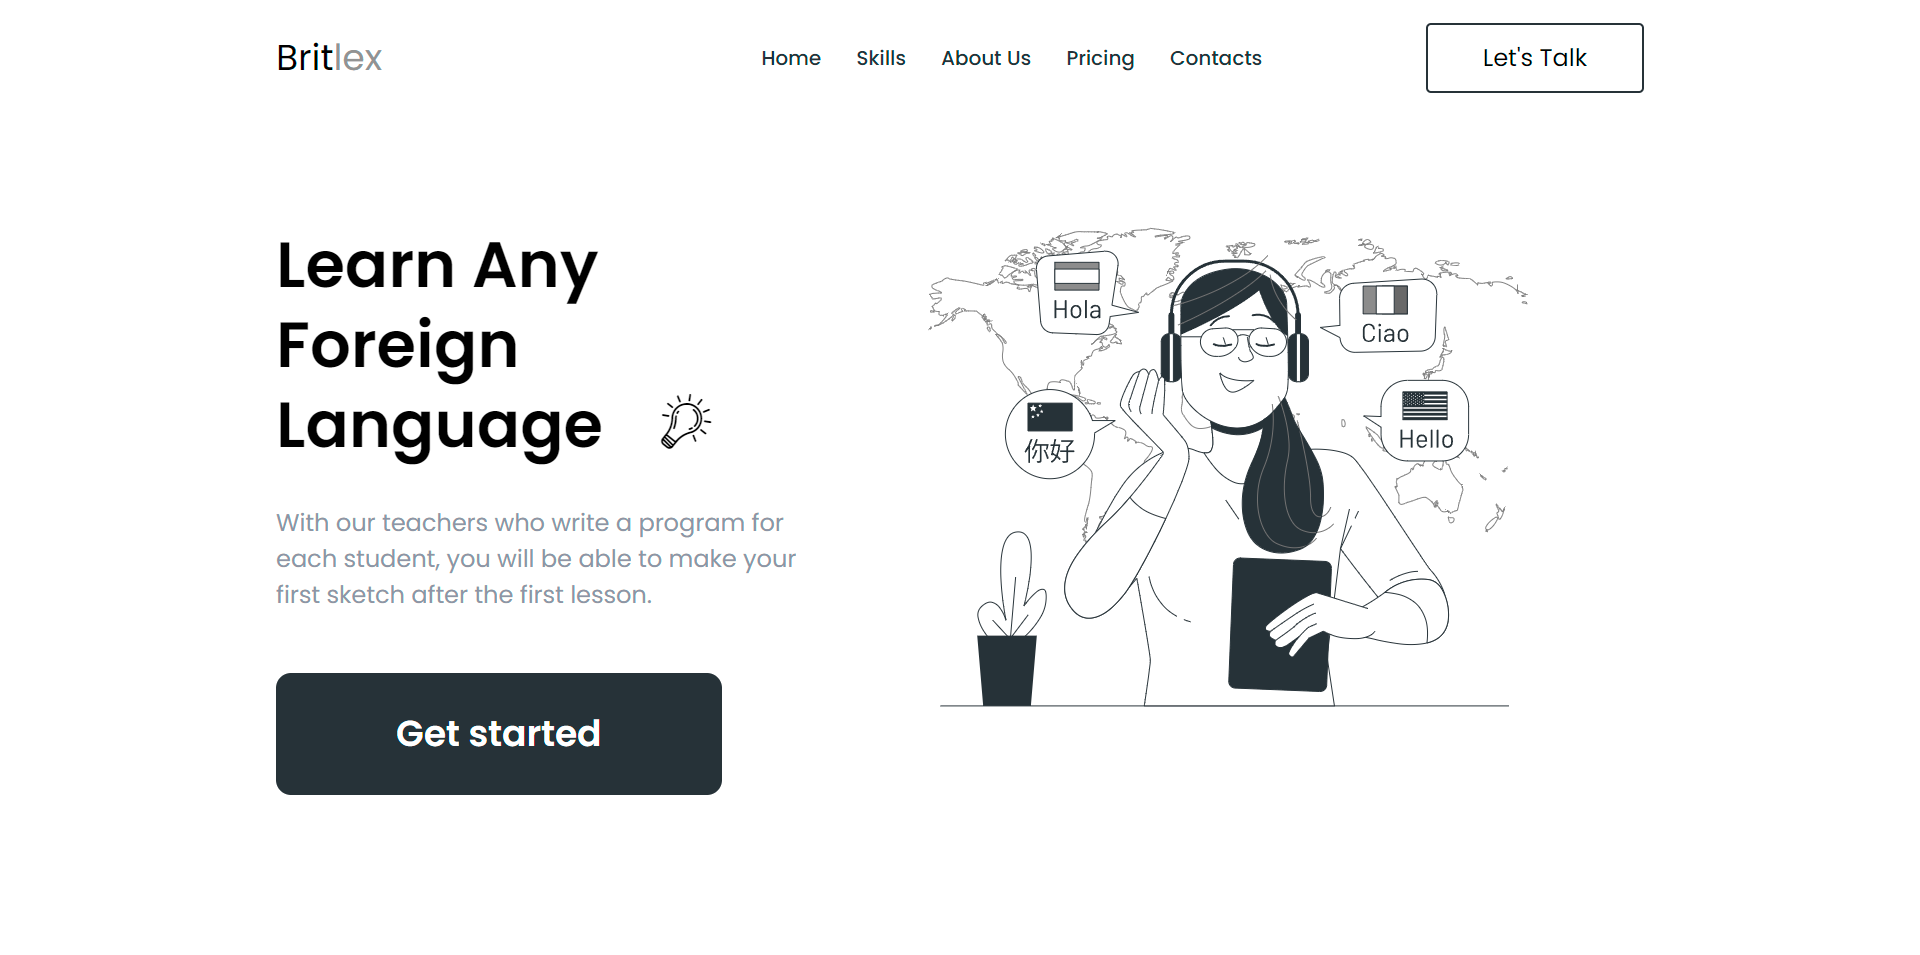 Britlex
Home
Skills
About Us
Pricing
Contacts
Let's Talk
Learn Any
Foreign
Language
With our teachers who write a program for
each student, you will be able to make your
first sketch after the first lesson.
Get started
Hola
Ciao
你好
Hello